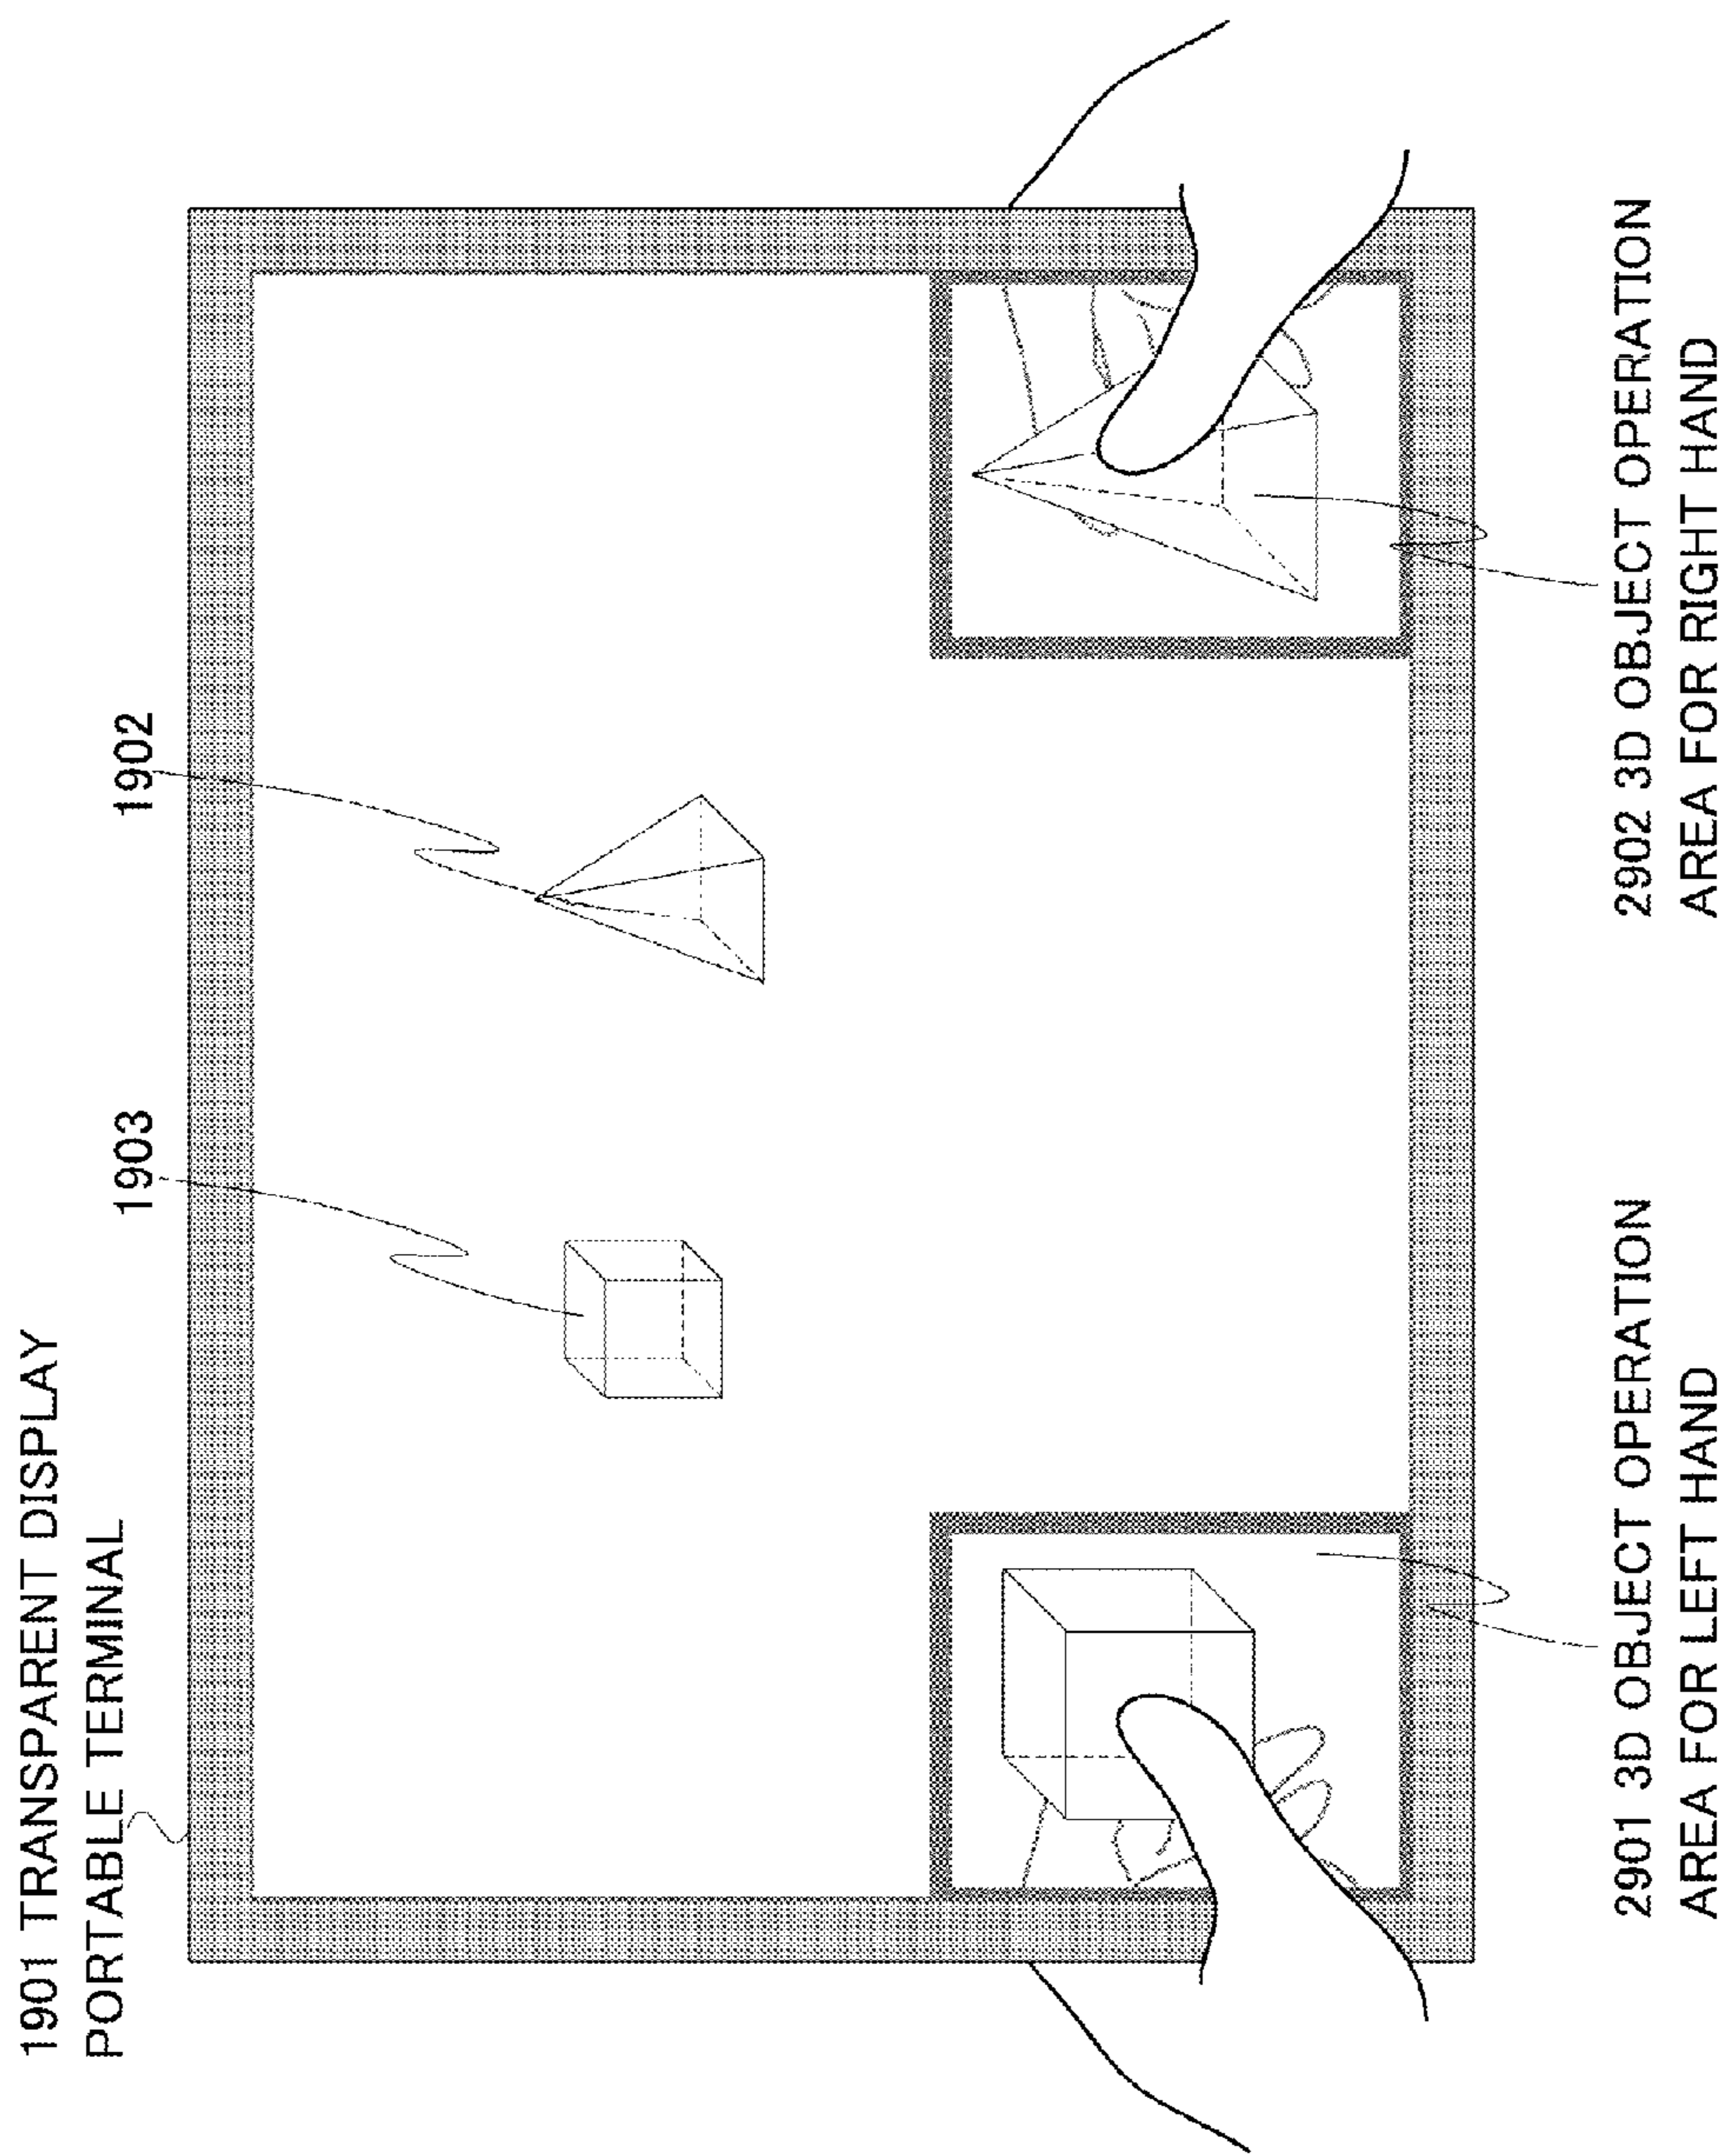 1901 TRANSPARENT DISPLAY
PORTABLE TERMINAL
1903
1902
2901 3D OBJECT OPERATION
AREA FOR LEFT HAND
2902 3D OBJECT OPERATION
AREA FOR RIGHT HAND